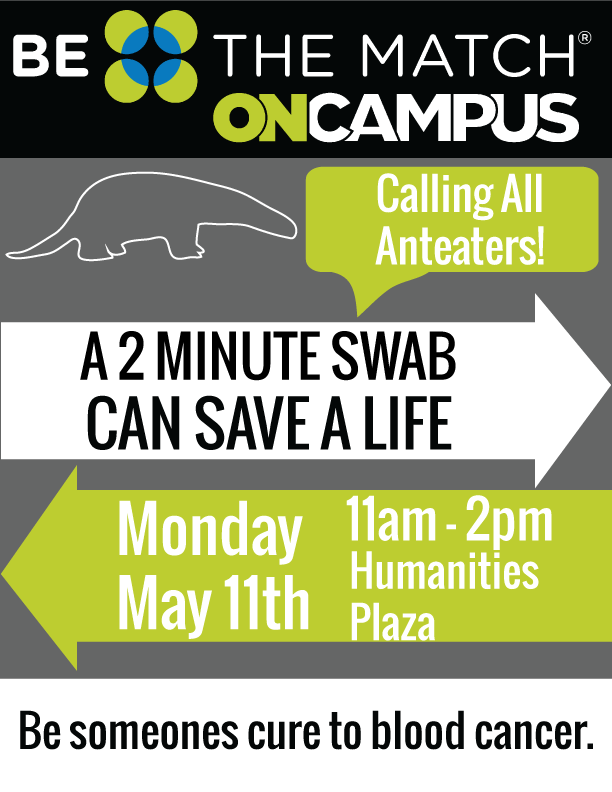 BE THE MATCH®
ONCAMPUS
Calling All
Anteaters!
A 2 MINUTE SWAB
CAN SAVE A LIFE
Monday
May 11th
11am - 2pm
Humanities
Plaza
Be someones cure to blood cancer.